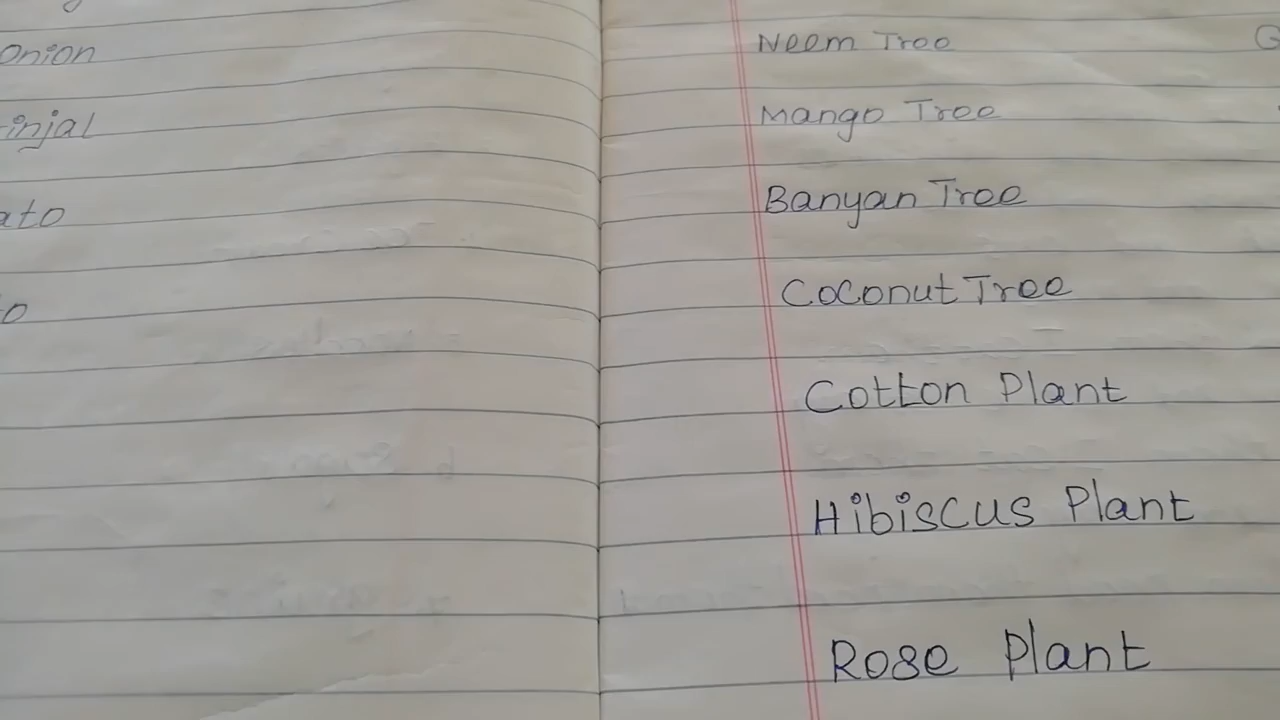 Onion
injal
ato
o
Neem Tree
Mango Tree
Banyan Tree
Coconut Tree
Cotton Plant
Hibiscus Plant
Rose Plant